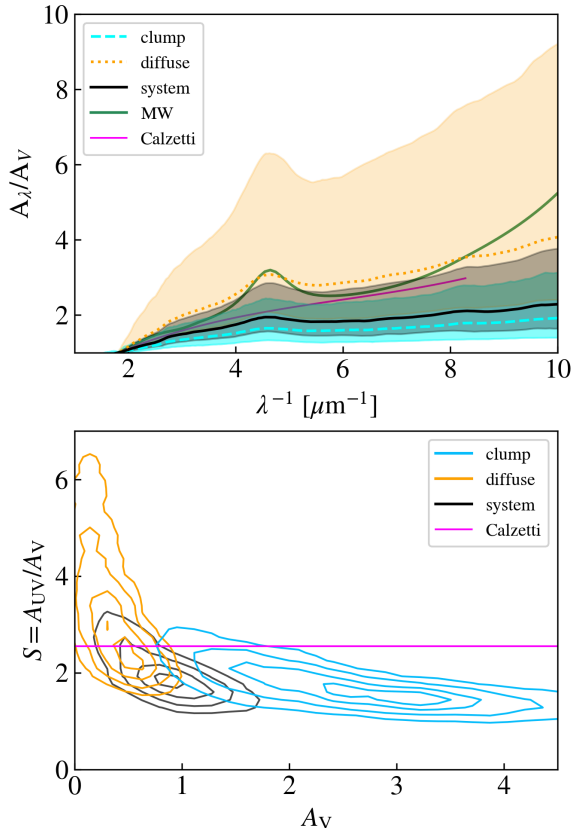 10
8
6
4
2
A_λ/A_V
clump
diffuse
system
MW
Calzetti
2 4 6 8 10
λ⁻¹ [μm⁻¹]
6
4
2
0
S = A_UV/A_V
clump
diffuse
system
Calzetti
0 1 2 3 4
A_V